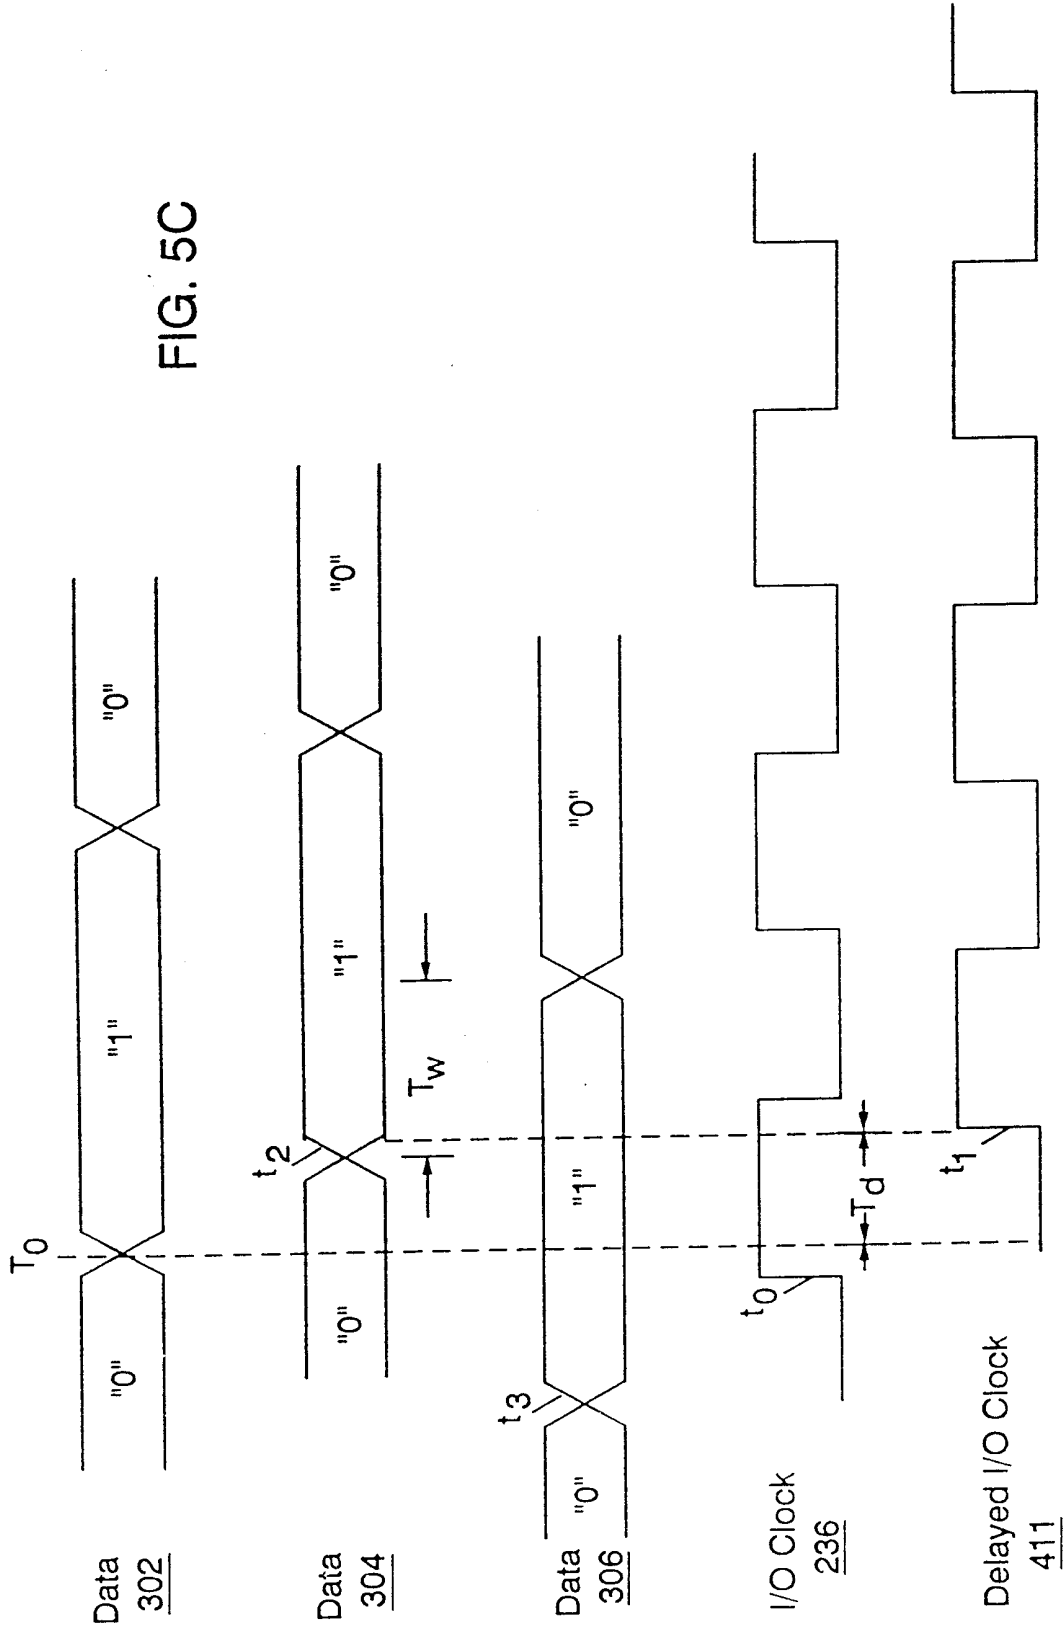 FIG. 5C
T0
Data
302
"0"
"1"
"0"
t2
Data
304
"0"
"1"
"0"
Tw
t3
Data
306
"0"
"1"
"0"
I/O Clock
236
t0
Td
Delayed I/O Clock
411
t1